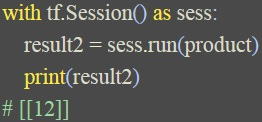 with tf.Session() as sess:
    result2 = sess.run(product)
    print(result2)
# [[12]]